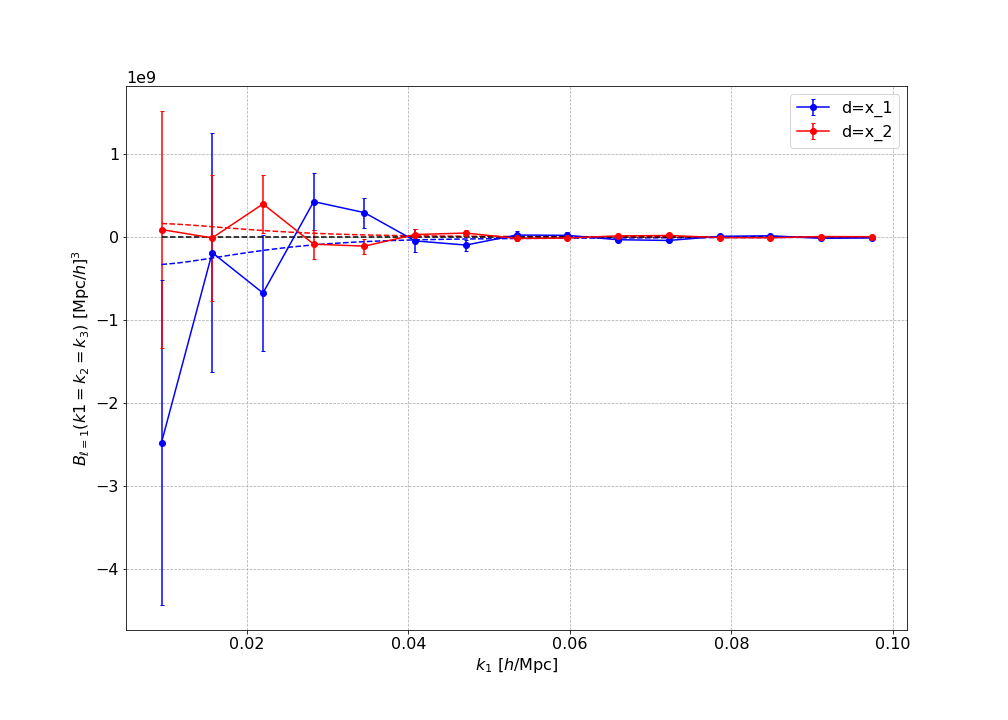 1e9
d=x_1
d=x_2
1
0
−1
−2
−3
−4
B_{ℓ=1}(k1 = k_2 = k_3) [Mpc/h]^3
0.02 0.04 0.06 0.08 0.10
k_1 [h/Mpc]